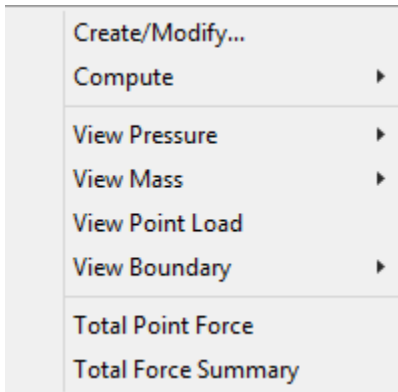 Create/Modify...
Compute
View Pressure
View Mass
View Point Load
View Boundary
Total Point Force
Total Force Summary